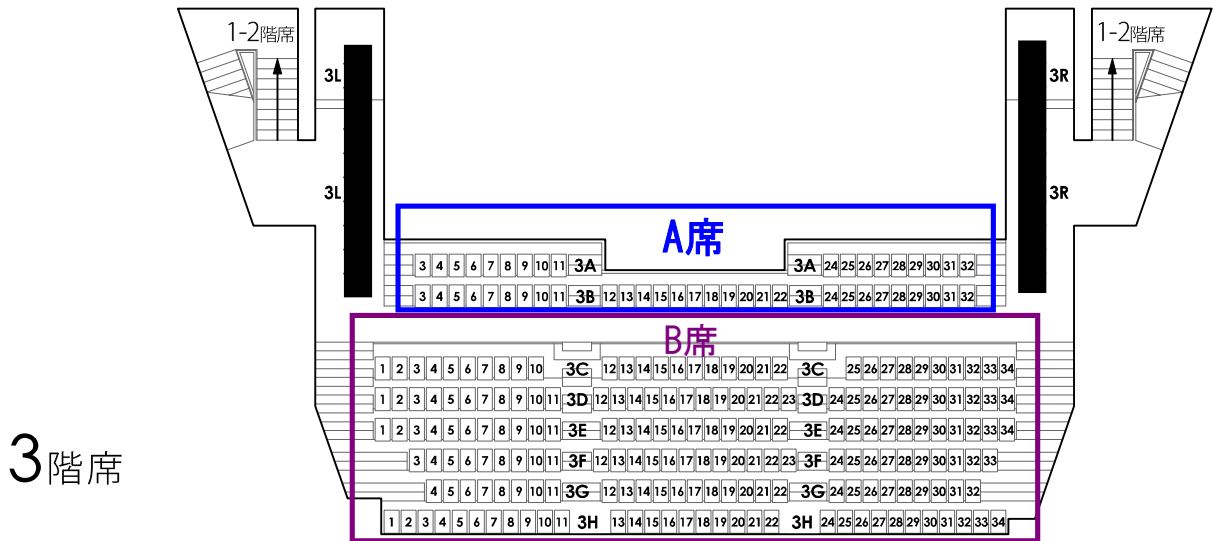 1-2階席 1-2階席
3L 3R
3L 3R
A席
3 4 5 6 7 8 9 10 11 3A 3A 24 25 26 27 28 29 30 31 32
3 4 5 6 7 8 9 10 11 3B 12 13 14 15 16 17 18 19 20 21 22 3B 24 25 26 27 28 29 30 31 32
B席
1 2 3 4 5 6 7 8 9 10 3C 12 13 14 15 16 17 18 19 20 21 22 3C 25 26 27 28 29 30 31 32 33 34
1 2 3 4 5 6 7 8 9 10 11 3D 12 13 14 15 16 17 18 19 20 21 22 23 3D 24 25 26 27 28 29 30 31 32 33 34
1 2 3 4 5 6 7 8 9 10 11 3E 12 13 14 15 16 17 18 19 20 21 22 3E 24 25 26 27 28 29 30 31 32 33 34
3 4 5 6 7 8 9 10 11 3F 12 13 14 15 16 17 18 19 20 21 22 23 3F 24 25 26 27 28 29 30 31 32 33
3階席
4 5 6 7 8 9 10 11 3G 12 13 14 15 16 17 18 19 20 21 22 3G 24 25 26 27 28 29 30 31 32
1 2 3 4 5 6 7 8 9 10 11 3H 13 14 15 16 17 18 19 20 21 22 3H 24 25 26 27 28 29 30 31 32 33 34